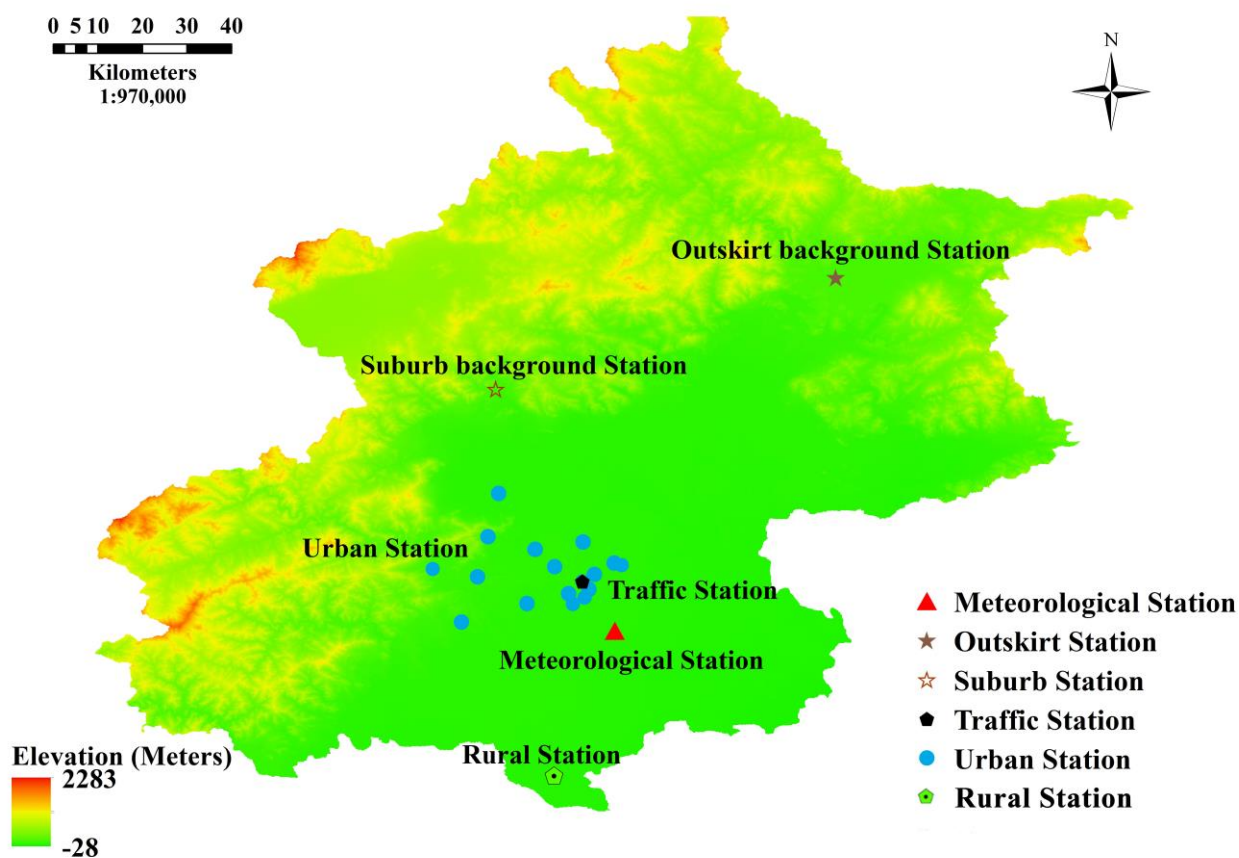 0 5 10 20 30 40
Kilometers
1:970,000
N
Outskirt background Station
Suburb background Station
Urban Station
Traffic Station
Meteorological Station
Rural Station
Elevation (Meters)
2283
-28
Meteorological Station
Outskirt Station
Suburb Station
Traffic Station
Urban Station
Rural Station